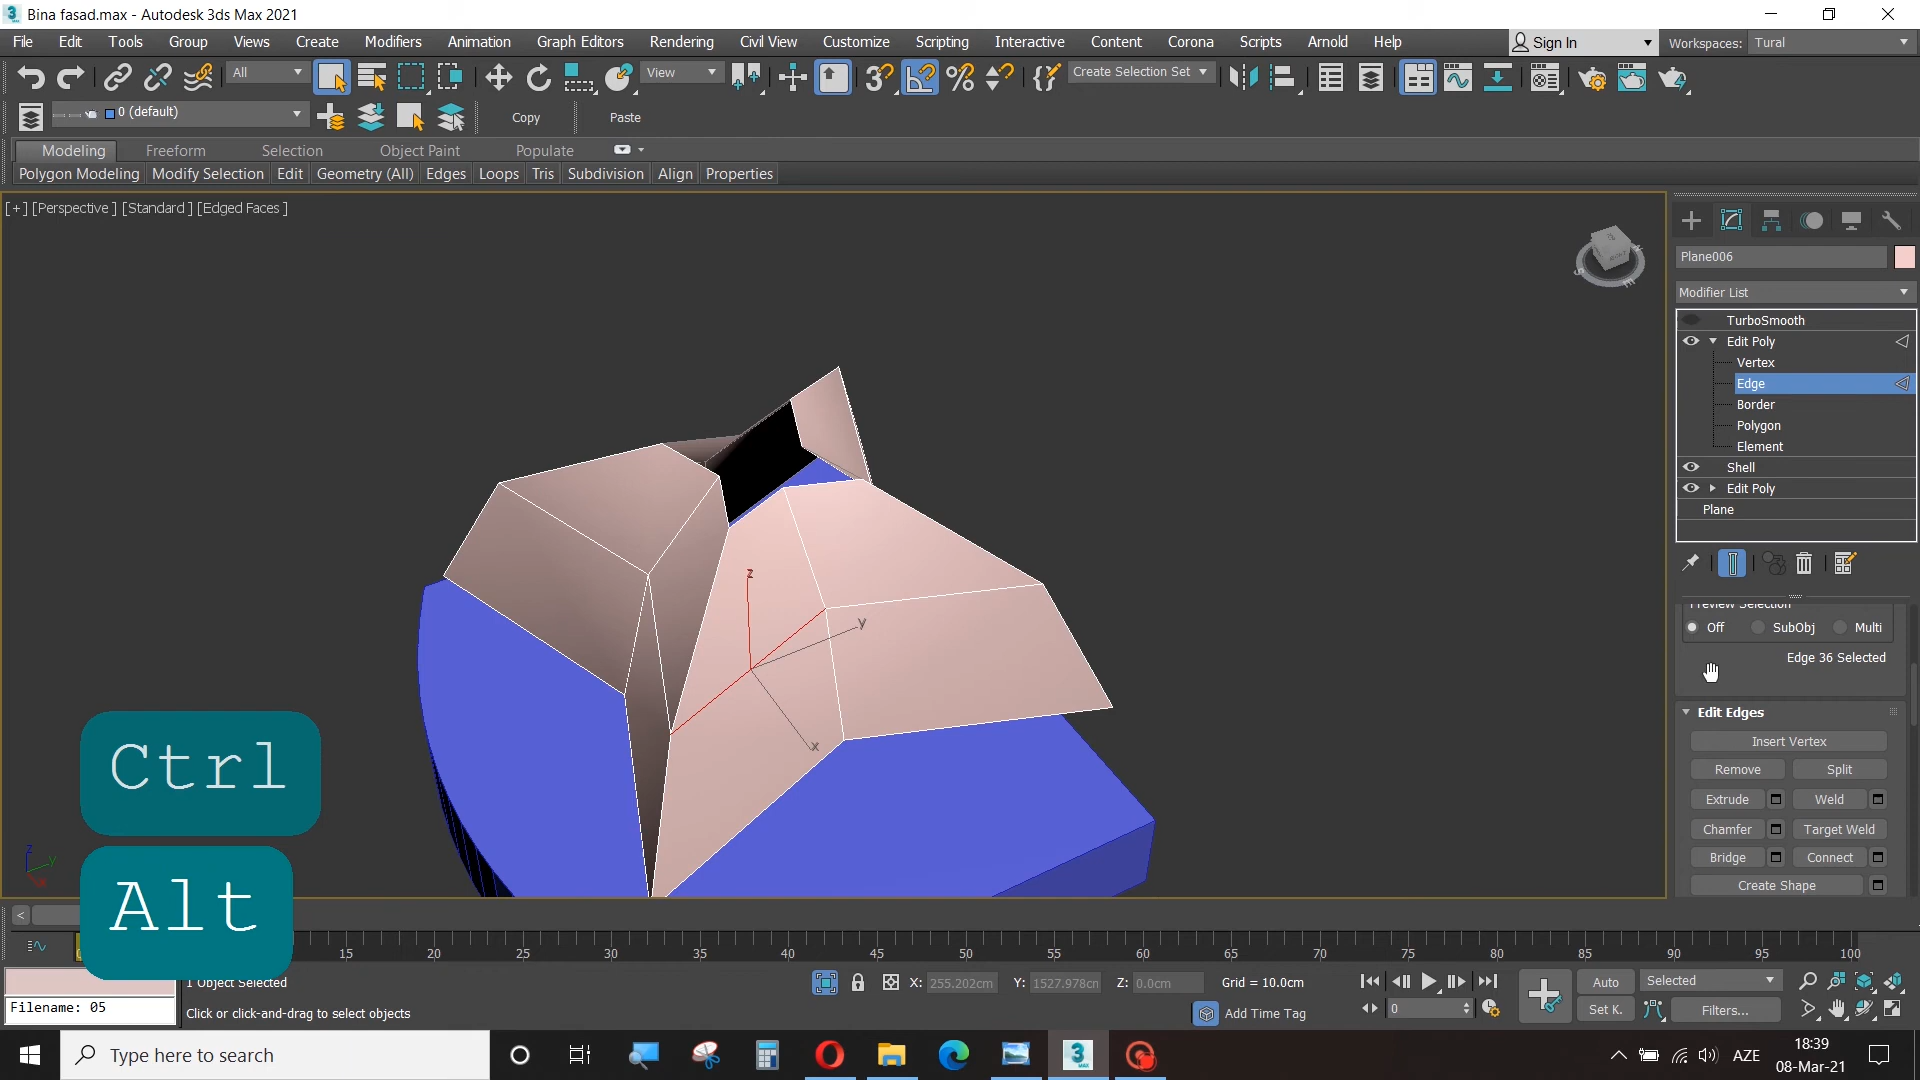 Bina fasad.max - Autodesk 3ds Max 2021
File Edit Tools Group Views Create Modifiers Animation Graph Editors Rendering Civil View Customize Scripting Interactive Content Corona Scripts Arnold Help Sign In Workspaces: Tural
All View Create Selection Set
0 (default) Copy Paste
Modeling Freeform Selection Object Paint Populate
Polygon Modeling Modify Selection Edit Geometry (All) Edges Loops Tris Subdivision Align Properties
[+] [Perspective ] [Standard ] [Edged Faces ]
Plane006
Modifier List
TurboSmooth
Edit Poly
Vertex
Edge
Border
Polygon
Element
Shell
Edit Poly
Plane
Preview Selection
Off SubObj Multi
Edge 36 Selected
Edit Edges
Insert Vertex
Remove Split
Extrude Weld
Chamfer Target Weld
Bridge Connect
Create Shape
z
y
x
Ctrl
Alt
z
y
<
15 20 25 30 35 40 45 50 55 60 65 70 75 80 85 90 95 100
1 Object Selected X: 255.202cm Y: 1527.978cm Z: 0.0cm Grid = 10.0cm Auto Selected
Filename: 05 Click or click-and-drag to select objects Add Time Tag 0 Set K. Filters...
Type here to search
AZE
18:39
08-Mar-21